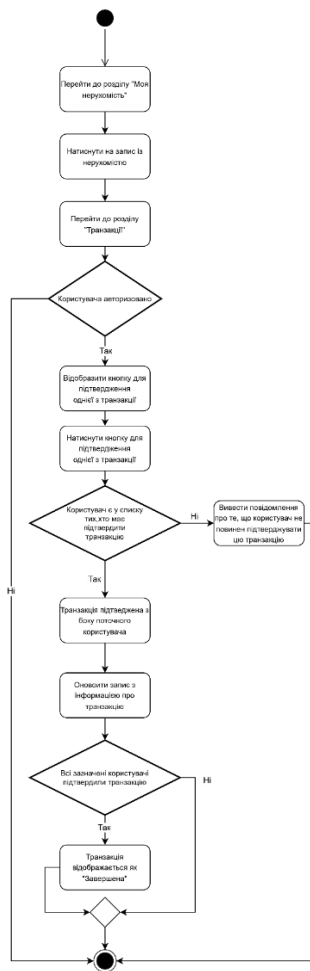 Перейти до розділу "Моя
нерухомість"
Натиснути на запис із
нерухомістю
Перейти до розділу
"Транзакції"
Користувача авторизовано
Так
Відобразити кнопку для
підтвердження
однієї з транзакції
Натиснути кнопку для
підтвердження
однієї з транзакції
Користувач є у списку
тих,хто має
підтвердити
транзакцію
Ні
Вивести повідомлення
про те, що користувач не
повинен підтверджувати
цю транзакцію
Так
Ні
Транзакція підтведжена з
боку поточного
користувача
Оновоити запис з
інформацією про
транзакцію
Всі зазначені користувачі
підтвердили транзакцію
Ні
Так
Транзакція
відображається як
"Завершена"